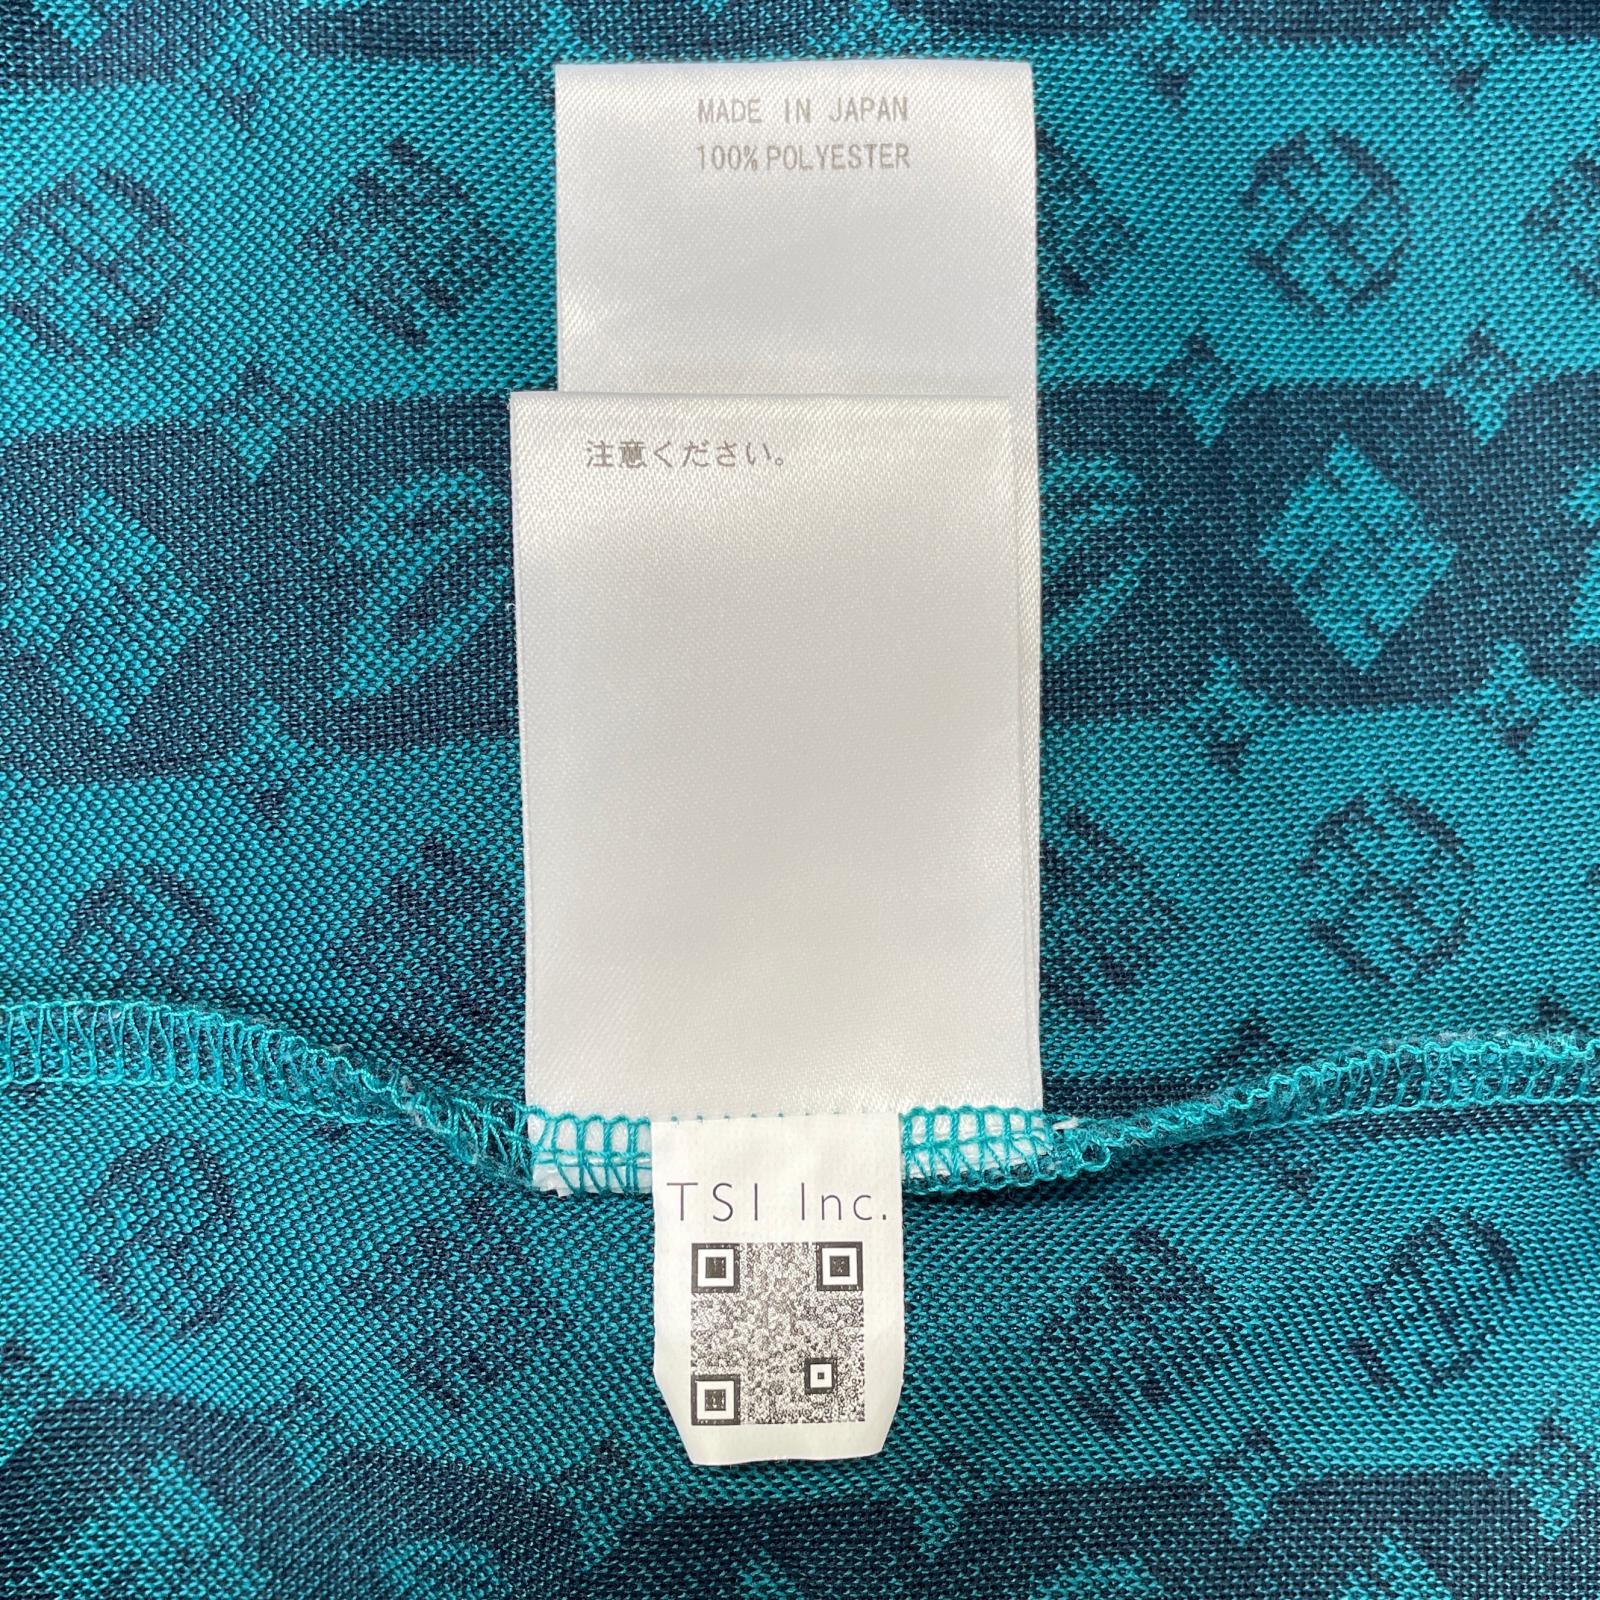 MADE IN JAPAN
100% POLYESTER
注意ください。
TSI Inc.